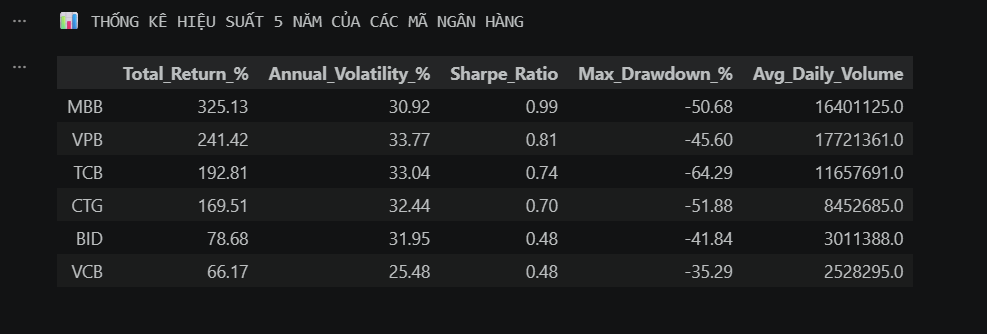 ... 📊 THỐNG KÊ HIỆU SUẤT 5 NĂM CỦA CÁC MÃ NGÂN HÀNG
...
Total_Return_% Annual_Volatility_% Sharpe_Ratio Max_Drawdown_% Avg_Daily_Volume
MBB 325.13 30.92 0.99 -50.68 16401125.0
VPB 241.42 33.77 0.81 -45.60 17721361.0
TCB 192.81 33.04 0.74 -64.29 11657691.0
CTG 169.51 32.44 0.70 -51.88 8452685.0
BID 78.68 31.95 0.48 -41.84 3011388.0
VCB 66.17 25.48 0.48 -35.29 2528295.0